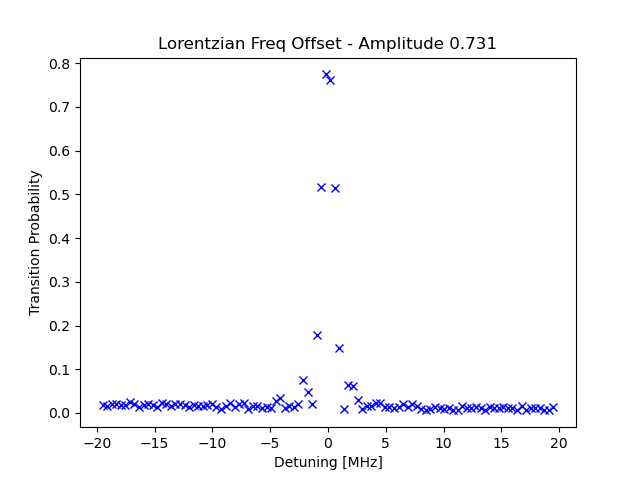 Lorentzian Freq Offset - Amplitude 0.731
Transition Probability
0.8
0.7
0.6
0.5
0.4
0.3
0.2
0.1
0.0
−20 −15 −10 −5 0 5 10 15 20
Detuning [MHz]